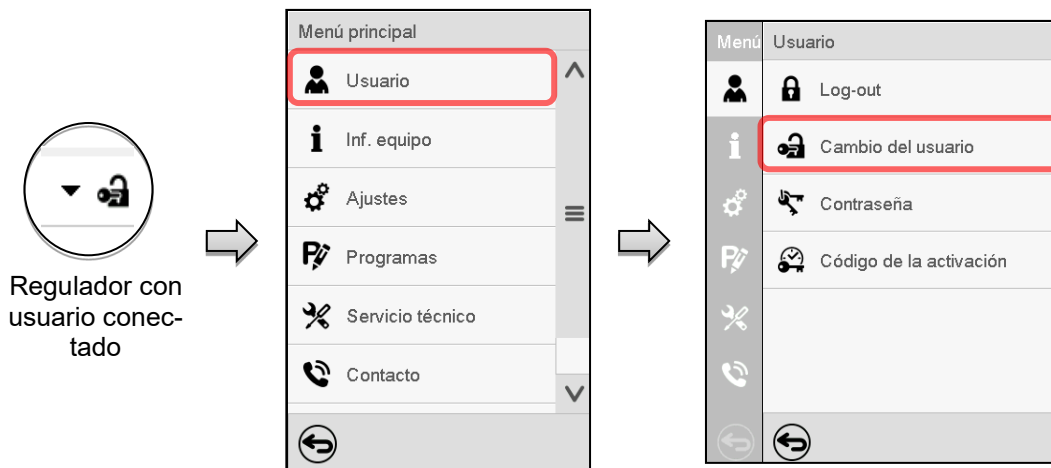 Regulador con
usuario conec-
tado
Menú principal
Usuario
Inf. equipo
Ajustes
Programas
Servicio técnico
Contacto
Menú
Usuario
Log-out
Cambio del usuario
Contraseña
Código de la activación